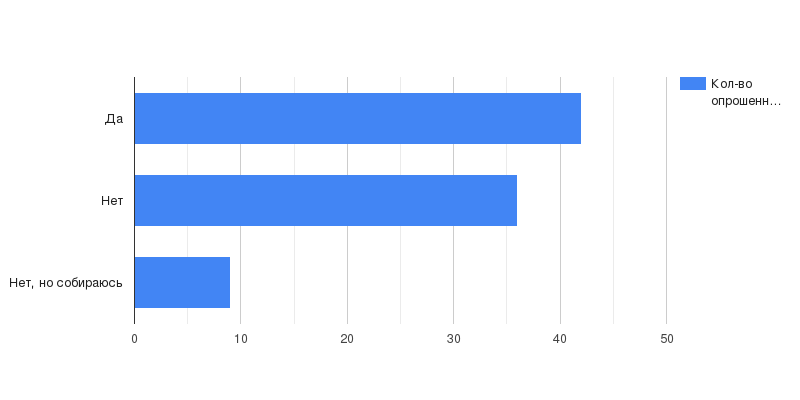 Да
Нет
Нет, но собираюсь
0 10 20 30 40 50
Кол-во
опрошенн…